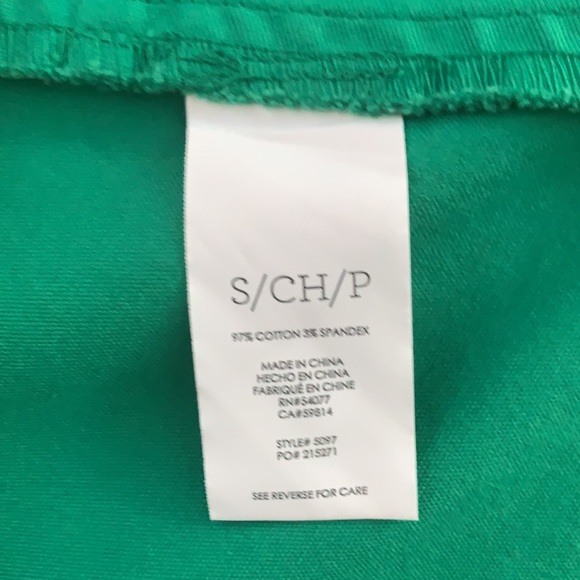 S/CH/P
97% COTTON 3% SPANDEX
MADE IN CHINA
HECHO EN CHINA
FABRIQUÉ EN CHINE
RN#54077
CA#59814
STYLE# 5097
PO# 215271
SEE REVERSE FOR CARE